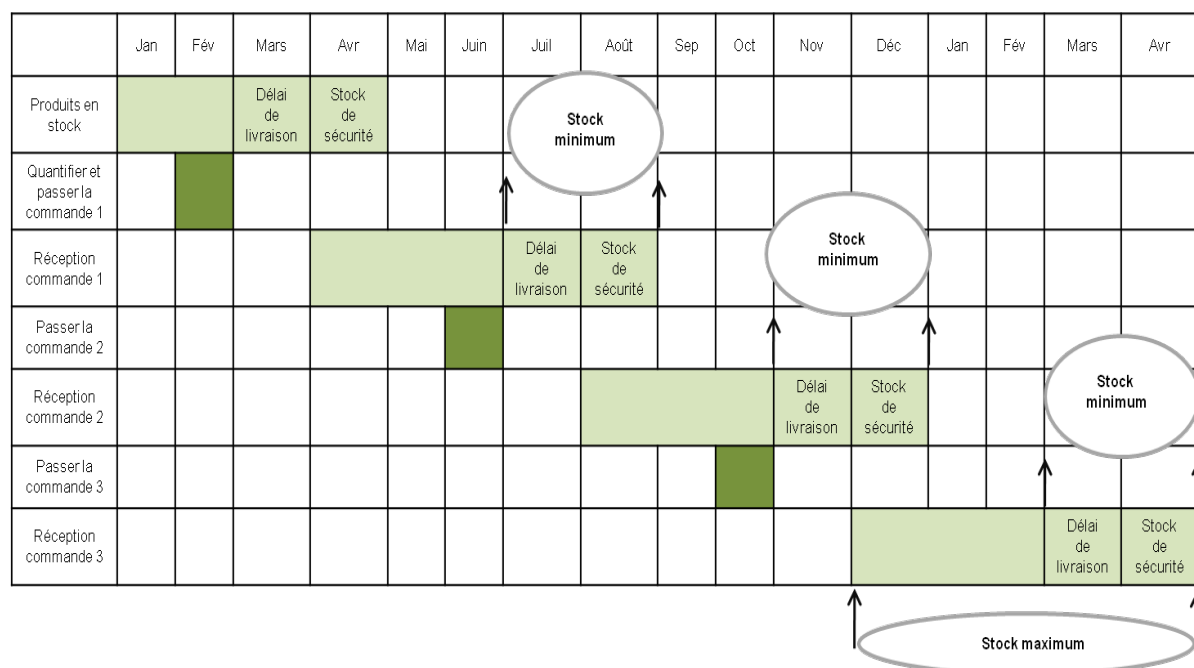 Jan Fév Mars Avr Mai Juin Juil Août Sep Oct Nov Déc Jan Fév Mars Avr
Produits en
stock
Délai
de
livraison
Stock
de
sécurité
Stock
minimum
Quantifier et
passer la
commande 1
Réception
commande 1
Délai
de
livraison
Stock
de
sécurité
Stock
minimum
Passer la
commande 2
Réception
commande 2
Délai
de
livraison
Stock
de
sécurité
Stock
minimum
Passer la
commande 3
Réception
commande 3
Délai
de
livraison
Stock
de
sécurité
Stock maximum